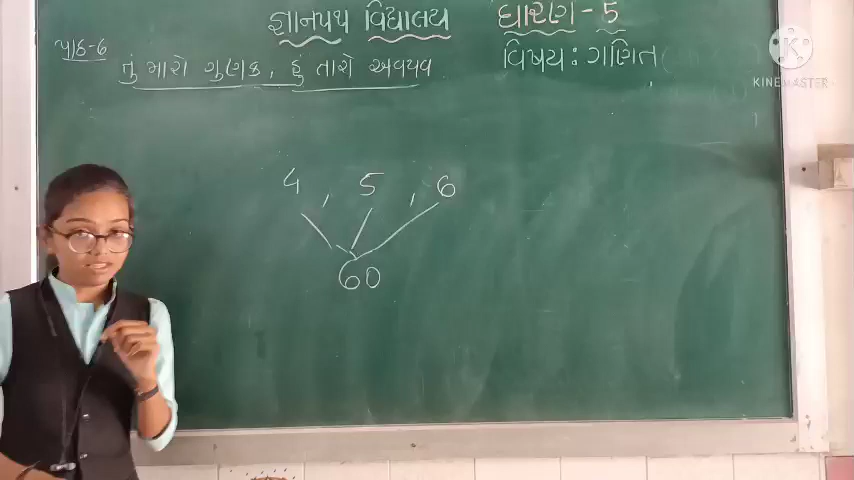 જ્ઞાનપથ વિદ્યાલય
ધોરણ - 5
પાઠ-6
તું મારો ગુણક, હું તારો અવયવ
વિષય: ગણિત
4, 5, 6
60
KINEMASTER